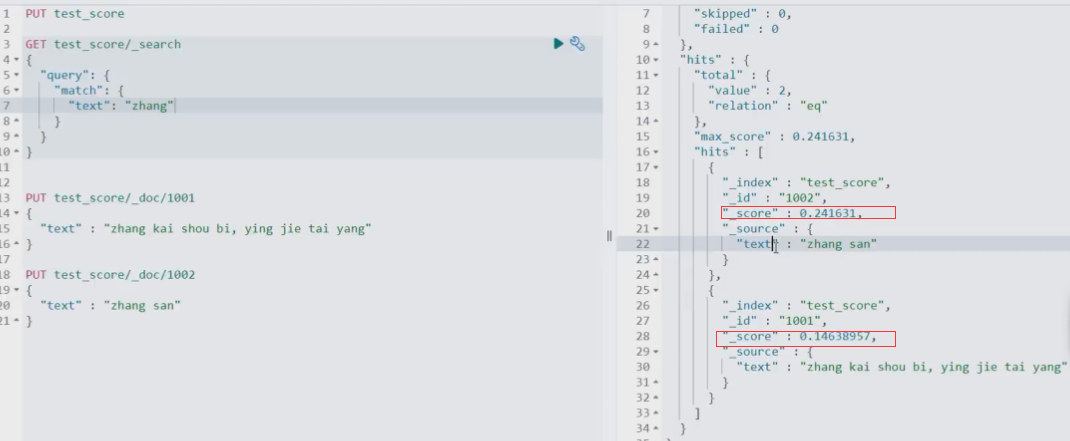 1 PUT test_score
2
3 GET test_score/_search
4 {
5 "query": {
6 "match": {
7 "text": "zhang"
8 }
9 }
10 }
11
12
13 PUT test_score/_doc/1001
14 {
15 "text" : "zhang kai shou bi, ying jie tai yang"
16 }
17
18 PUT test_score/_doc/1002
19 {
20 "text" : "zhang san"
21 }
7 "skipped" : 0,
8 "failed" : 0
9 },
10 "hits" : {
11 "total" : {
12 "value" : 2,
13 "relation" : "eq"
14 },
15 "max_score" : 0.241631,
16 "hits" : [
17 {
18 "_index" : "test_score",
19 "_id" : "1002",
20 "_score" : 0.241631,
21 "_source" : {
22 "text" : "zhang san"
23 }
24 },
25 {
26 "_index" : "test_score",
27 "_id" : "1001",
28 "_score" : 0.14638957,
29 "_source" : {
30 "text" : "zhang kai shou bi, ying jie tai yang"
31 }
32 }
33 ]
34 }